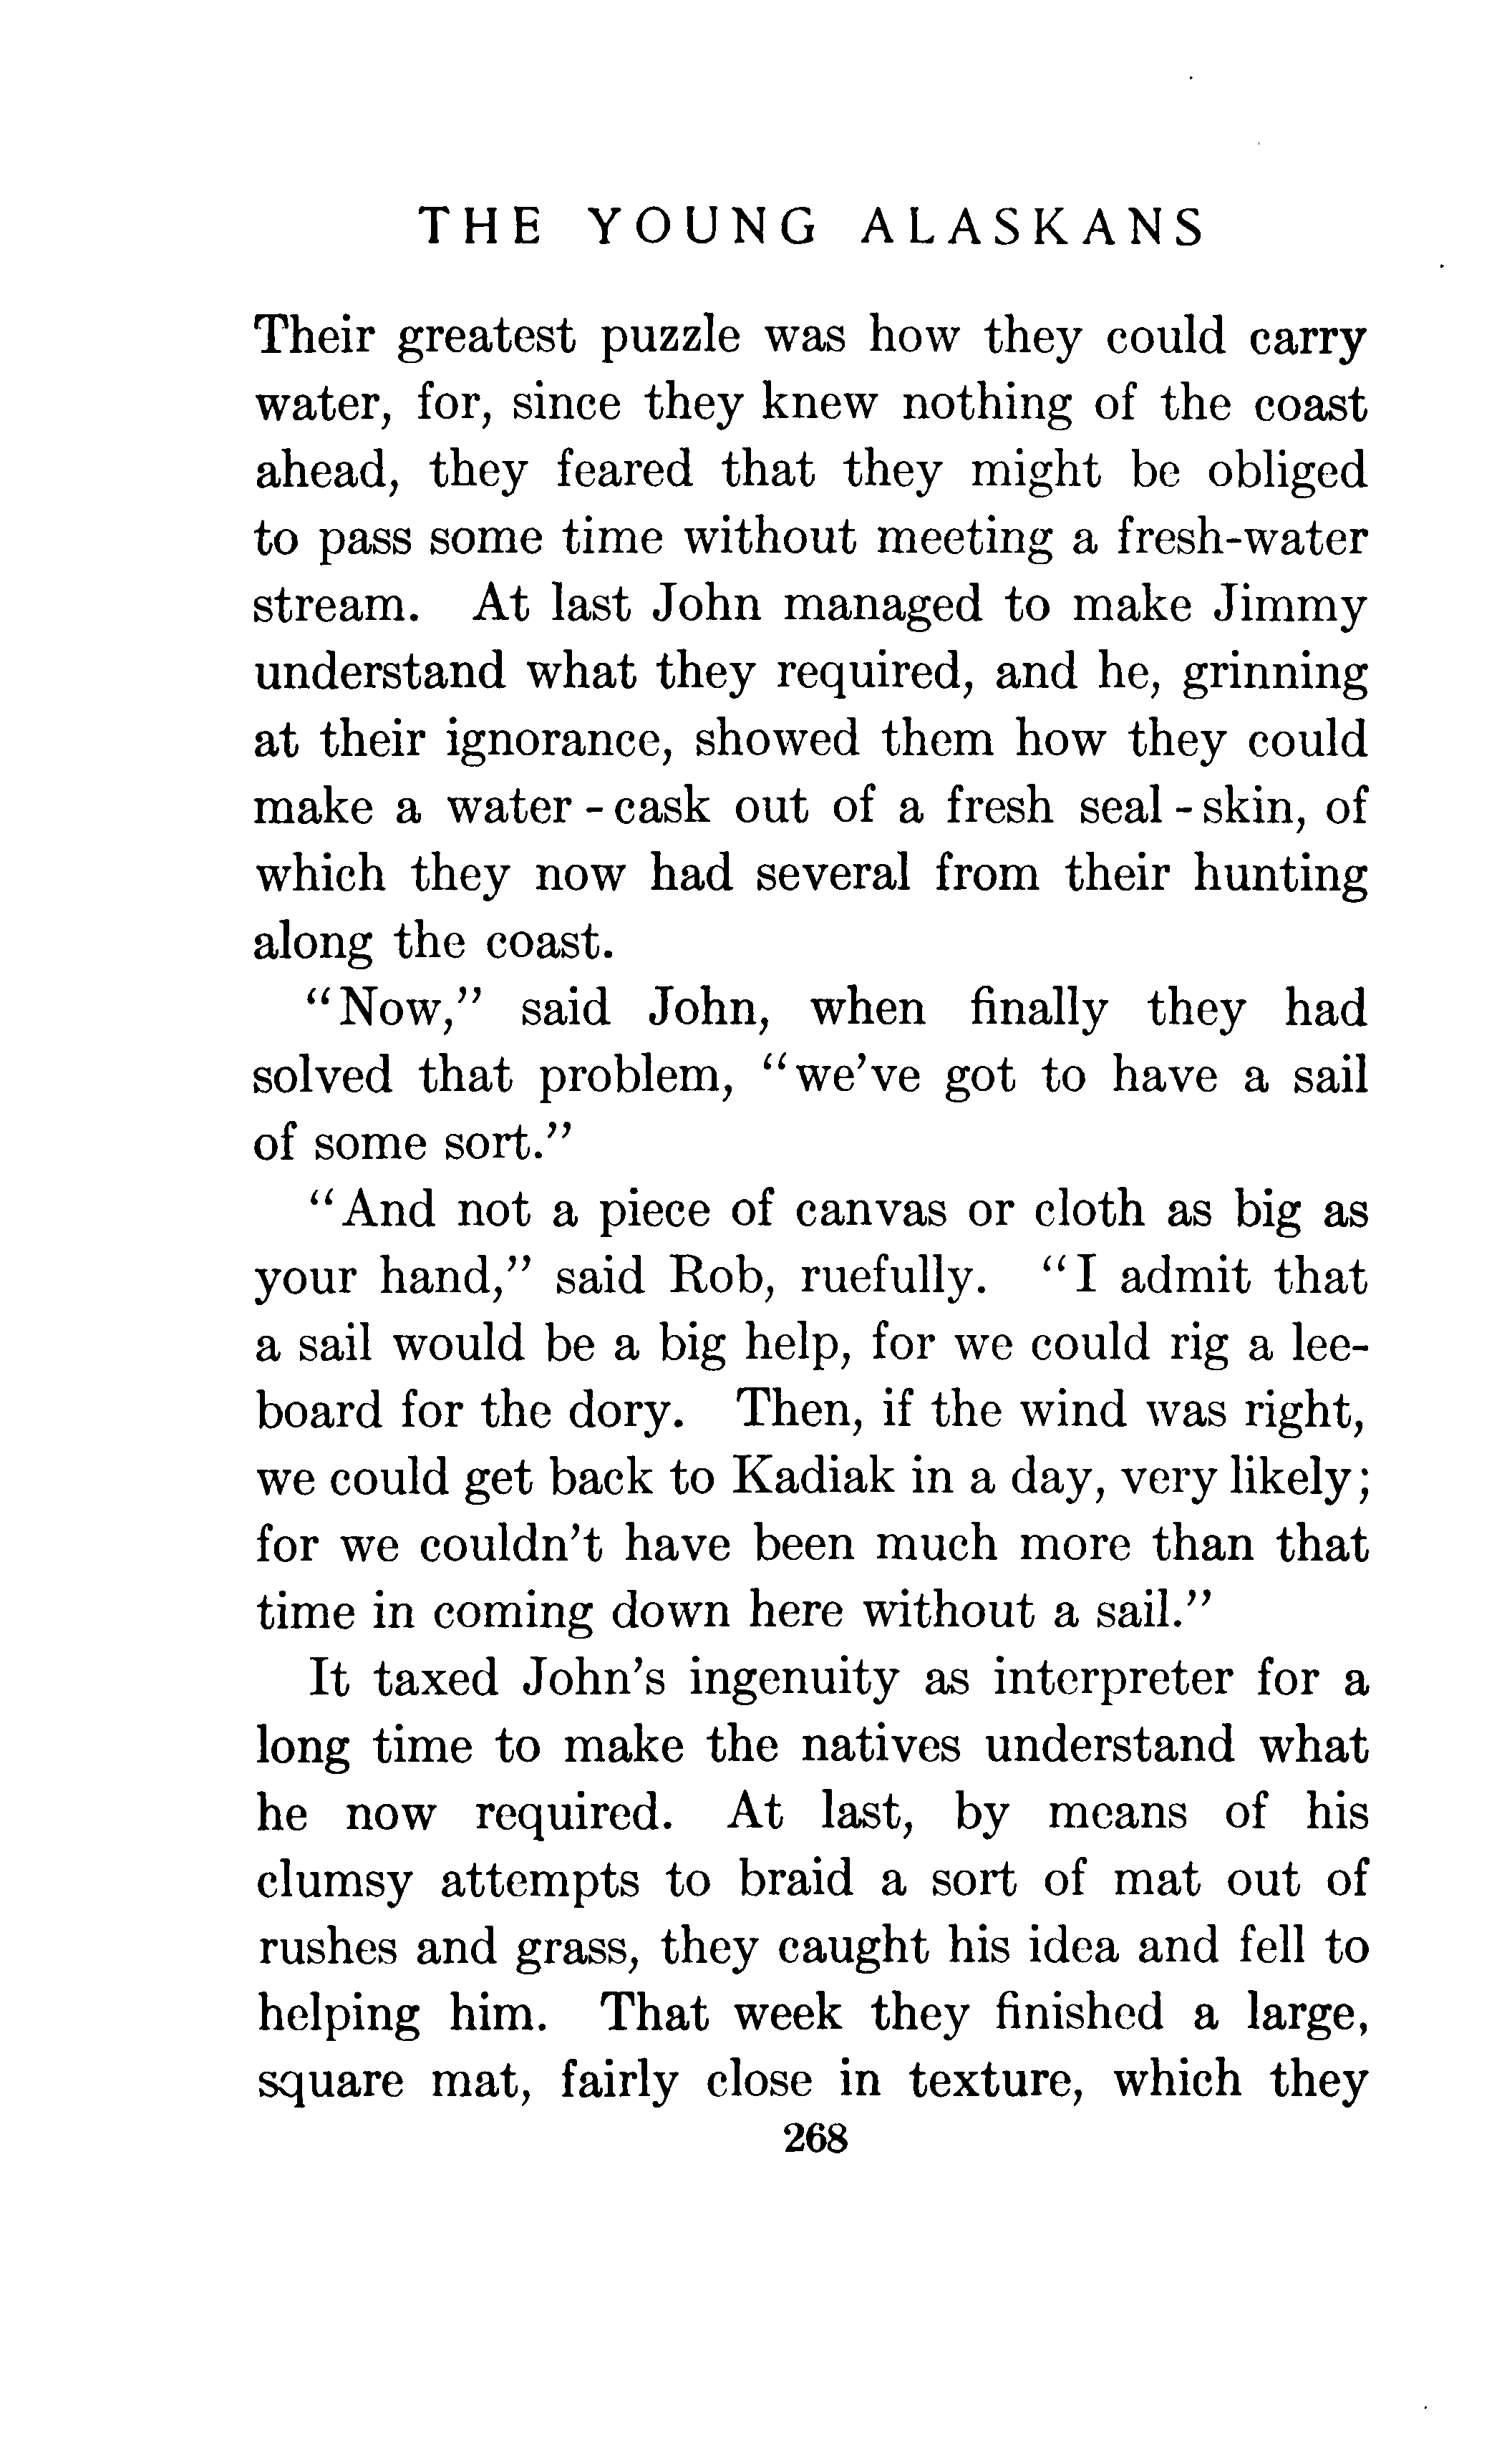 THE YOUNG ALASKANS
Their greatest puzzle was how they could carry
water, for, since they knew nothing of the coast
ahead, they feared that they might be obliged
to pass some time without meeting a fresh-water
stream. At last John managed to make Jimmy
understand what they required, and he, grinning
at their ignorance, showed them how they could
make a water-cask out of a fresh seal-skin, of
which they now had several from their hunting
along the coast.
"Now," said John, when finally they had
solved that problem, "we've got to have a sail
of some sort."
"And not a piece of canvas or cloth as big as
your hand," said Rob, ruefully. "I admit that
a sail would be a big help, for we could rig a lee-
board for the dory. Then, if the wind was right,
we could get back to Kadiak in a day, very likely;
for we couldn't have been much more than that
time in coming down here without a sail."
It taxed John's ingenuity as interpreter for a
long time to make the natives understand what
he now required. At last, by means of his
clumsy attempts to braid a sort of mat out of
rushes and grass, they caught his idea and fell to
helping him. That week they finished a large,
square mat, fairly close in texture, which they
268